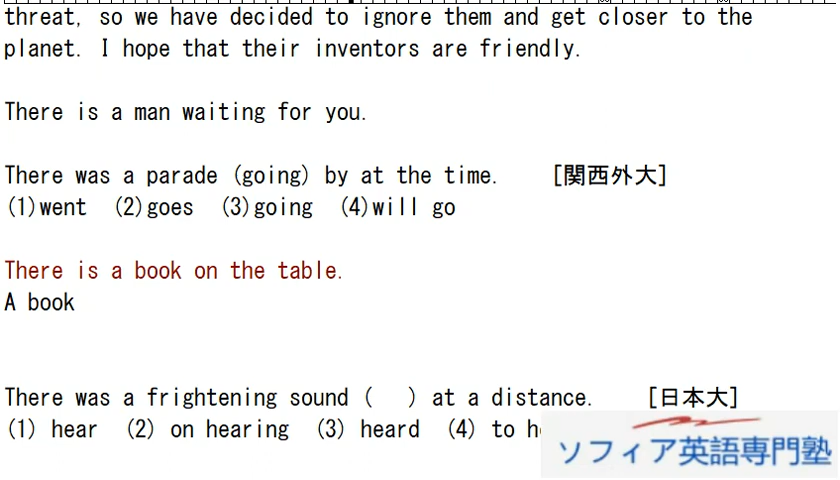 threat, so we have decided to ignore them and get closer to the
planet. I hope that their inventors are friendly.
There is a man waiting for you.
There was a parade (going) by at the time. [関西外大]
(1)went (2)goes (3)going (4)will go
There is a book on the table.
A book
There was a frightening sound ( ) at a distance. [日本大]
(1) hear (2) on hearing (3) heard (4) to h
ソフィア英語専門塾